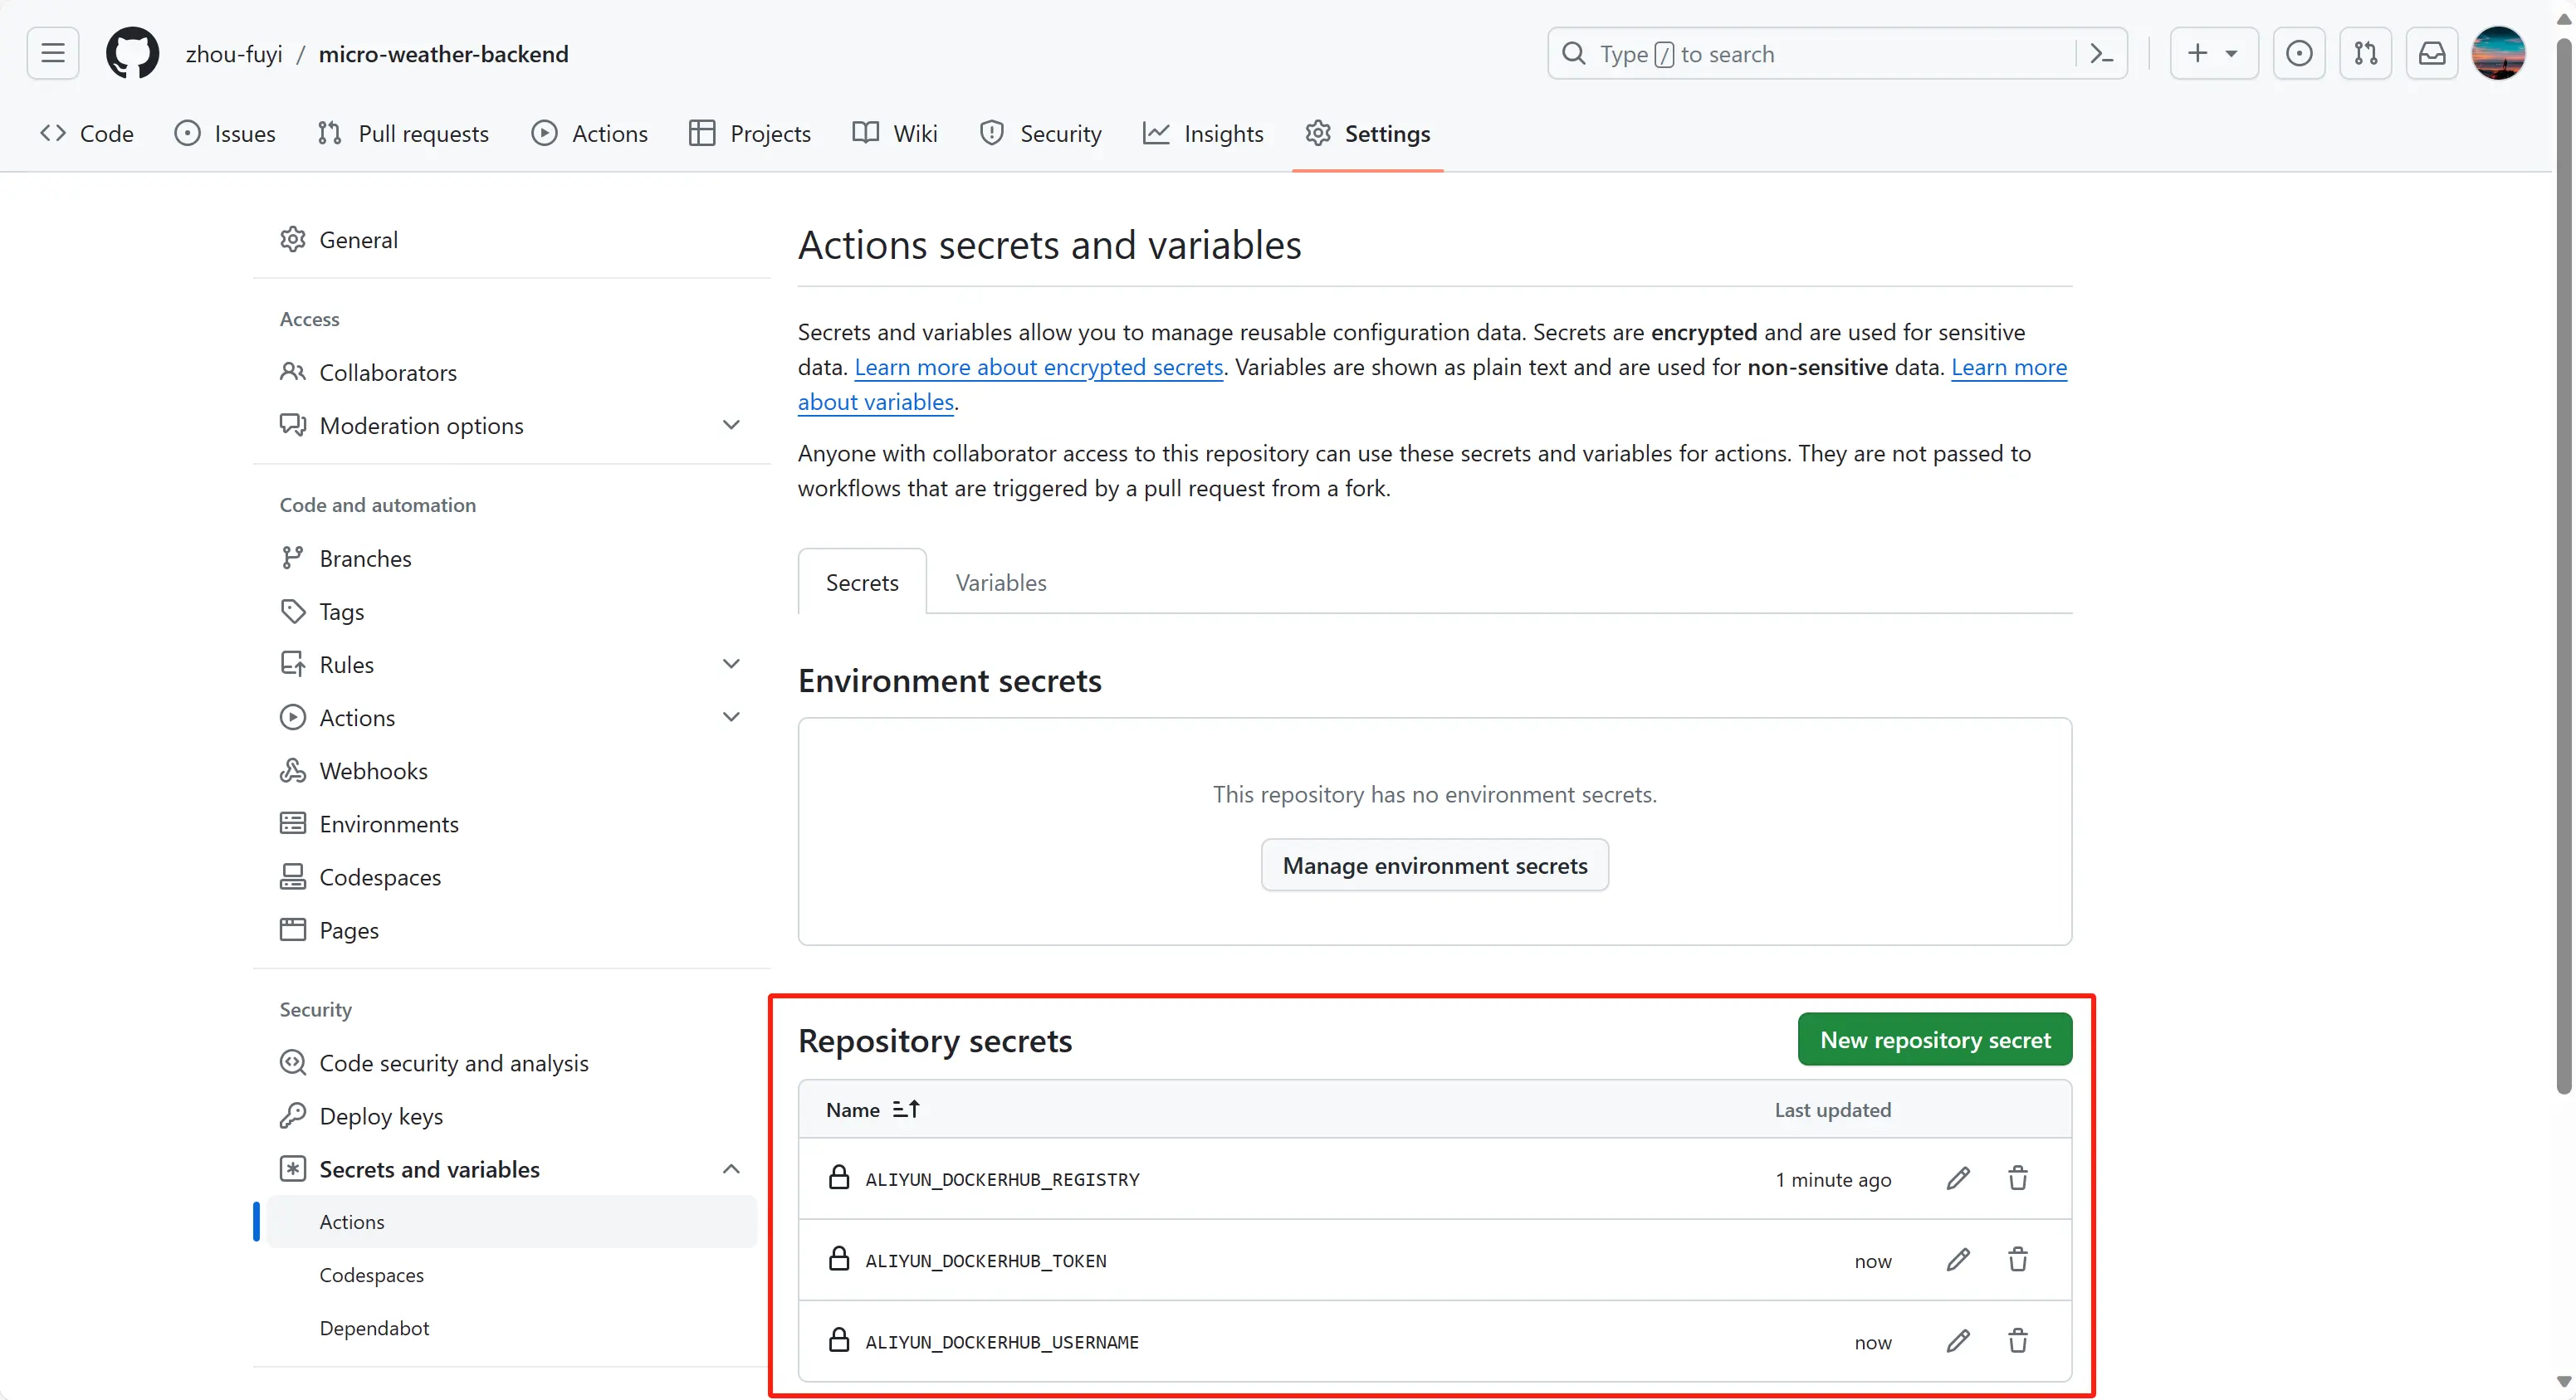 zhou-fuyi / micro-weather-backend
Type / to search
Code Issues Pull requests Actions Projects Wiki Security Insights Settings
General
Access
Collaborators
Moderation options
Code and automation
Branches
Tags
Rules
Actions
Webhooks
Environments
Codespaces
Pages
Security
Code security and analysis
Deploy keys
Secrets and variables
Actions
Codespaces
Dependabot
Actions secrets and variables
Secrets and variables allow you to manage reusable configuration data. Secrets are encrypted and are used for sensitive
data. Learn more about encrypted secrets. Variables are shown as plain text and are used for non-sensitive data. Learn more
about variables.
Anyone with collaborator access to this repository can use these secrets and variables for actions. They are not passed to
workflows that are triggered by a pull request from a fork.
Secrets Variables
Environment secrets
This repository has no environment secrets.
Manage environment secrets
Repository secrets
New repository secret
Name Last updated
ALIYUN_DOCKERHUB_REGISTRY 1 minute ago
ALIYUN_DOCKERHUB_TOKEN now
ALIYUN_DOCKERHUB_USERNAME now